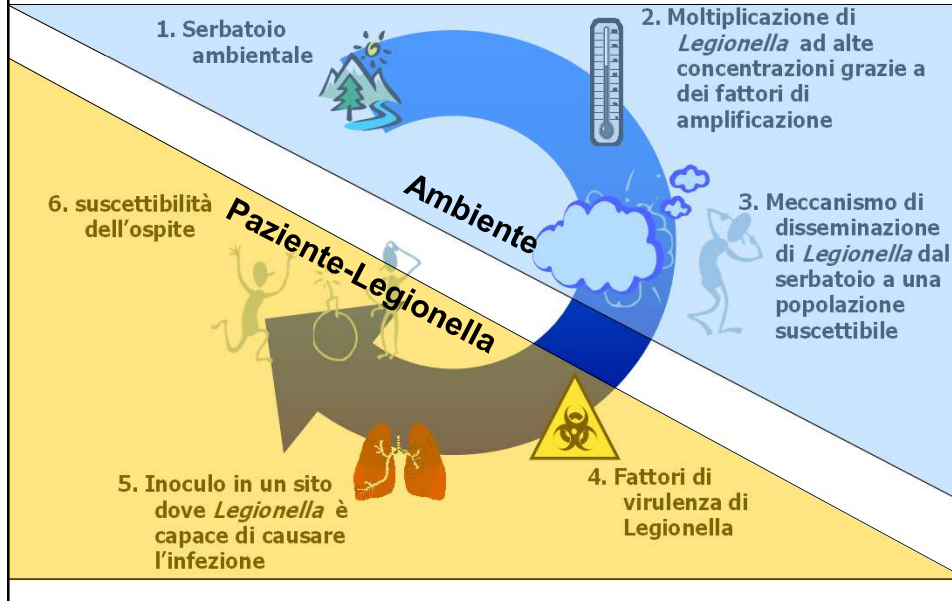 1. Serbatoio
ambientale
2. Moltiplicazione di
Legionella ad alte
concentrazioni grazie a
dei fattori di
amplificazione
3. Meccanismo di
disseminazione
di Legionella dal
serbatoio a una
popolazione
suscettibile
Ambiente
Paziente-Legionella
4. Fattori di
virulenza di
Legionella
5. Inoculo in un sito
dove Legionella è
capace di causare
l'infezione
6. suscettibilità
dell'ospite